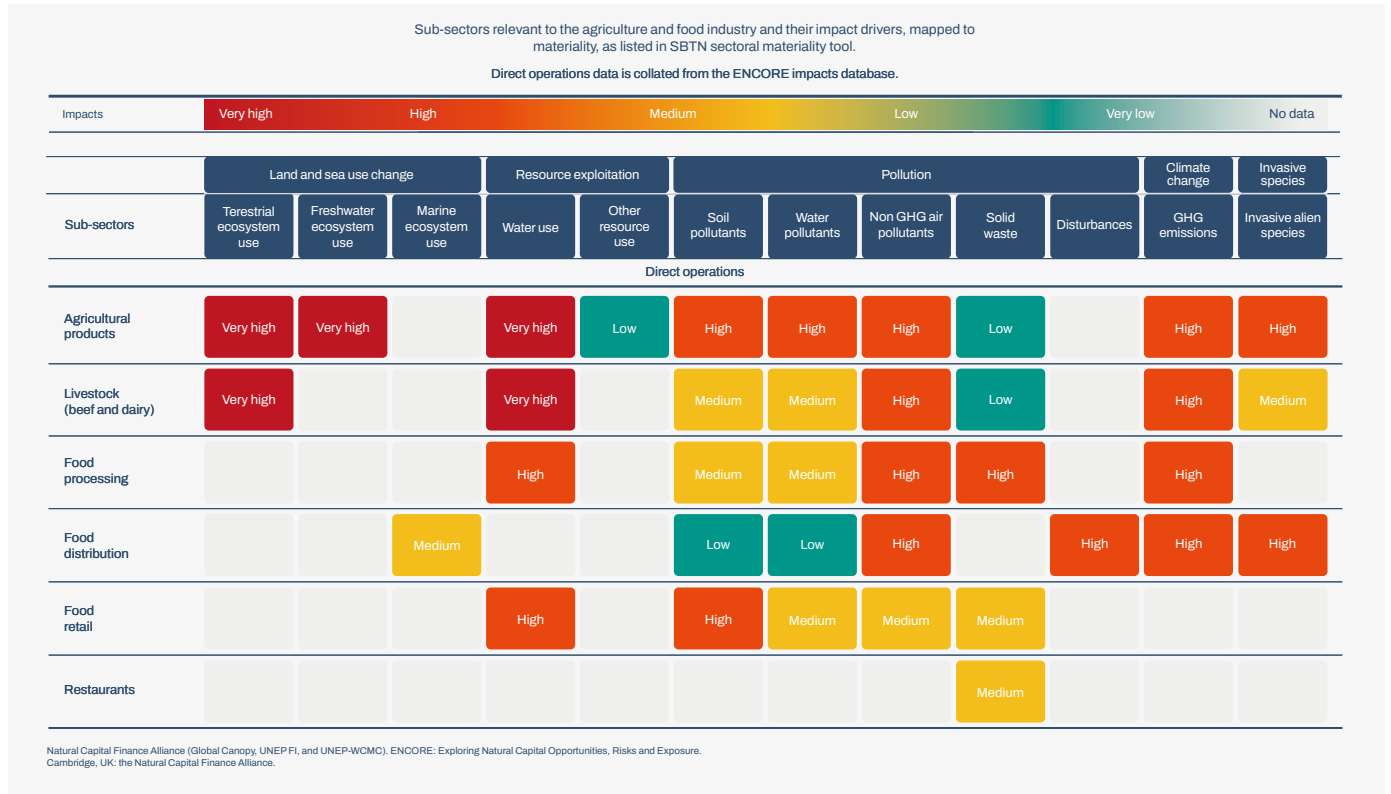 Sub-sectors relevant to the agriculture and food industry and their impact drivers, mapped to
materiality, as listed in SBTN sectoral materiality tool.
Direct operations data is collated from the ENCORE impacts database.
Impacts Very high High Medium Low Very low No data
Land and sea use change Resource exploitation Pollution Climate change Invasive species
Sub-sectors Terestrial ecosystem use Freshwater ecosystem use Marine ecosystem use Water use Other resource use Soil pollutants Water pollutants Non GHG air pollutants Solid waste Disturbances GHG emissions Invasive alien species
Direct operations
Agricultural products Very high Very high Very high Low High High High Low High High
Livestock (beef and dairy) Very high Very high Medium Medium High Low High Medium
Food processing High Medium Medium High High High
Food distribution Medium Low Low High High High High
Food retail High High Medium Medium Medium
Restaurants Medium
Natural Capital Finance Alliance (Global Canopy, UNEP FI, and UNEP-WCMC). ENCORE: Exploring Natural Capital Opportunities, Risks and Exposure.
Cambridge, UK: the Natural Capital Finance Alliance.